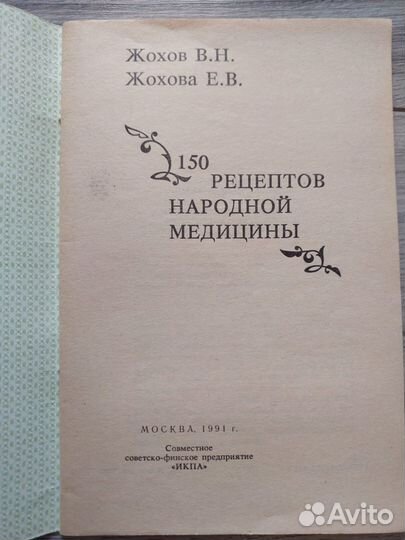 Жохов В.Н.
Жохова Е.В.
150
РЕЦЕПТОВ
НАРОДНОЙ
МЕДИЦИНЫ
МОСКВА, 1991 г.
Совместное
советско-финское предприятие
«ИКПА»
Avito